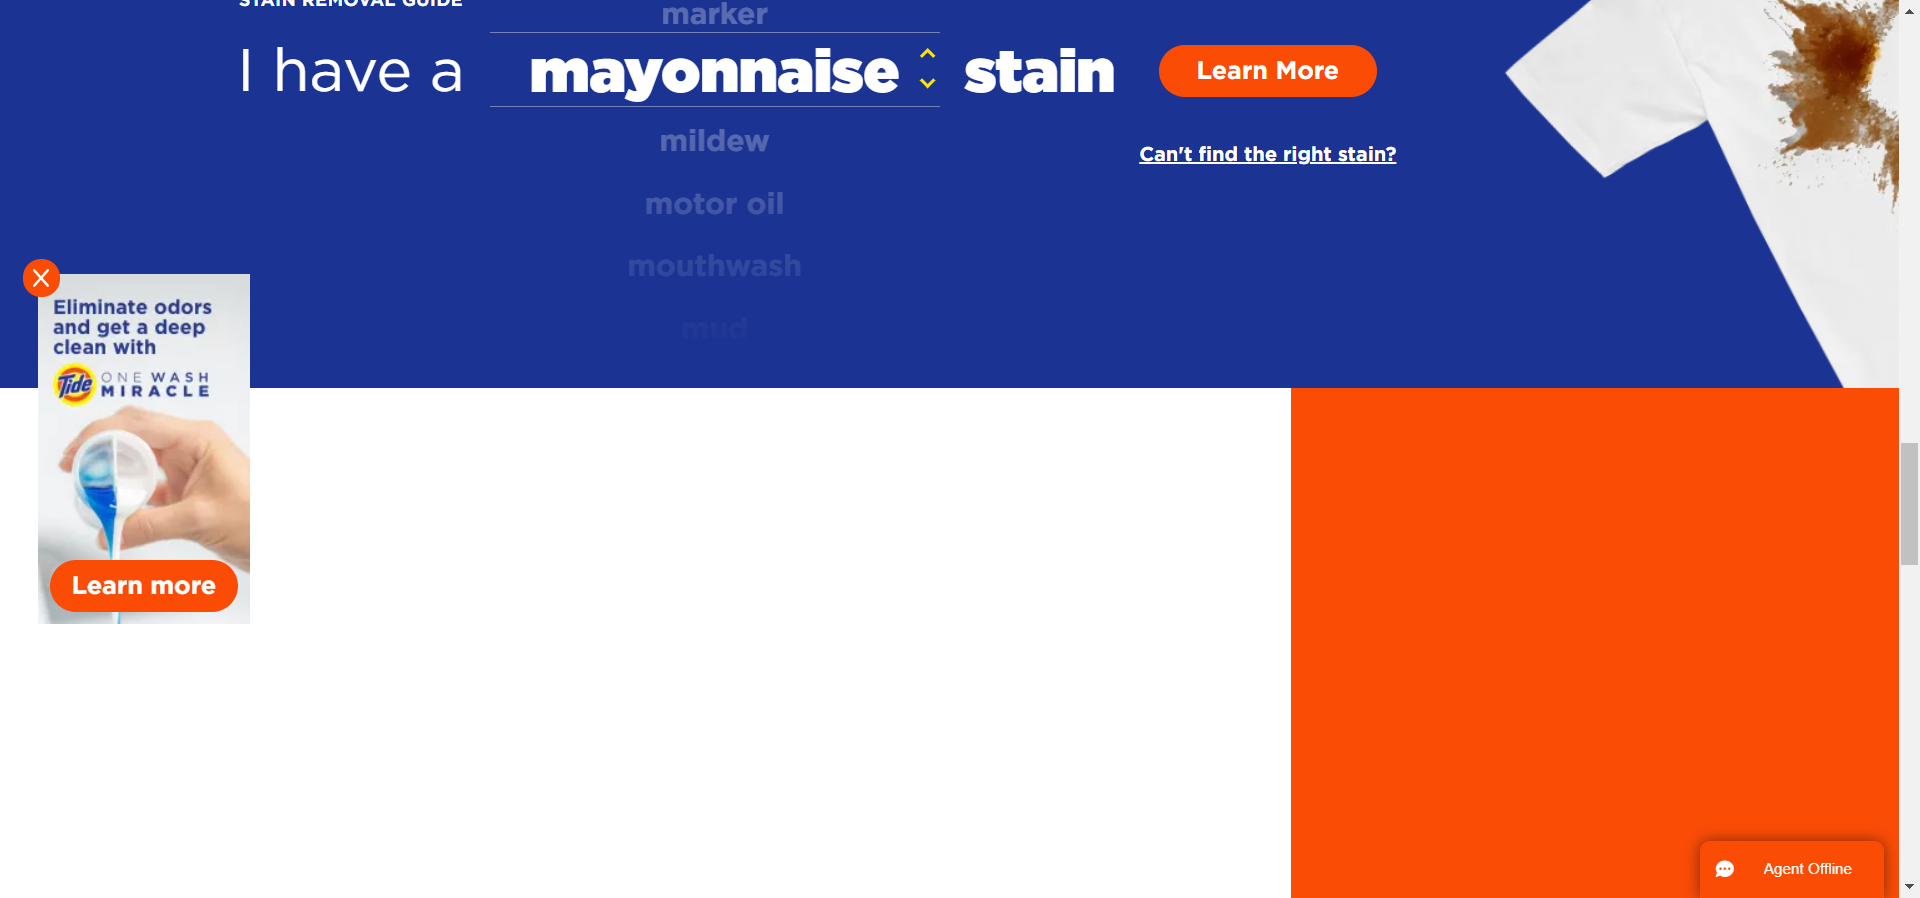 STAIN REMOVAL GUIDE
marker
I have a mayonnaise stain
Learn More
mildew
Can't find the right stain?
motor oil
mouthwash
mud
Eliminate odors
and get a deep
clean with
Tide ONE WASH
MIRACLE
Learn more
Agent Offline